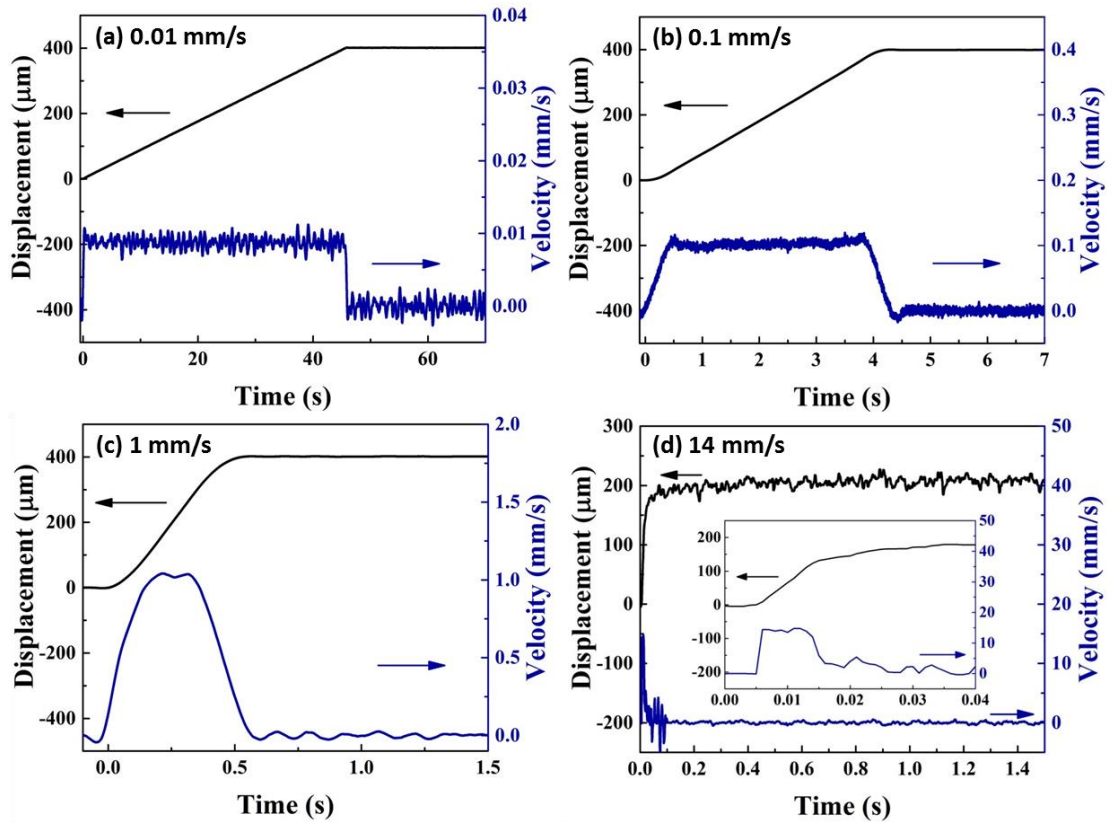 (a) 0.01 mm/s
Displacement (μm)
400
200
0
-200
-400
0.04
0.03
0.02
0.01
0.00
Velocity (mm/s)
0 20 40 60
Time (s)
(b) 0.1 mm/s
Displacement (μm)
400
200
0
-200
-400
0.4
0.3
0.2
0.1
0.0
Velocity (mm/s)
0 1 2 3 4 5 6 7
Time (s)
(c) 1 mm/s
Displacement (μm)
400
200
0
-200
-400
2.0
1.5
1.0
0.5
0.0
Velocity (mm/s)
0.0 0.5 1.0 1.5
Time (s)
(d) 14 mm/s
Displacement (μm)
300
200
100
0
-100
-200
50
40
30
20
10
0
Velocity (mm/s)
200
100
0
-100
-200
50
40
30
20
10
0
0.00 0.01 0.02 0.03 0.04
0.0 0.2 0.4 0.6 0.8 1.0 1.2 1.4
Time (s)